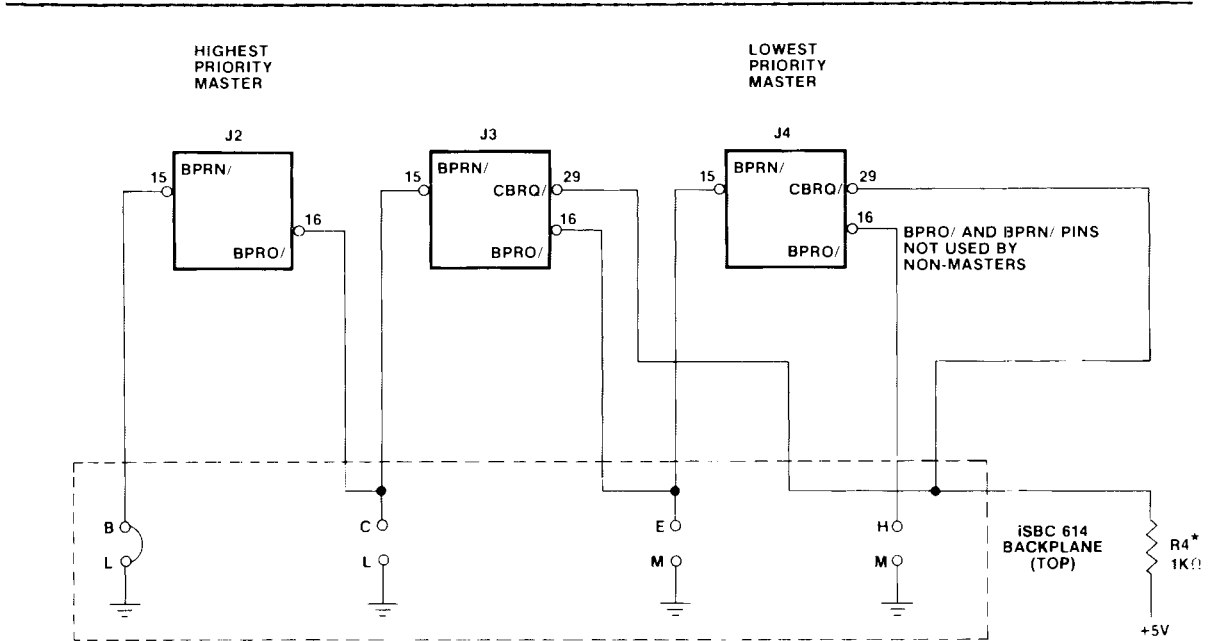 HIGHEST
PRIORITY
MASTER
LOWEST
PRIORITY
MASTER
J2
J3
J4
15
BPRN/
16
BPRO/
15
BPRN/
CBRQ/
29
16
BPRO/
15
BPRN/
CBRQ/
29
16
BPRO/
BPRO/ AND BPRN/ PINS
NOT USED BY
NON-MASTERS
B
L
C
L
E
M
H
M
iSBC 614
BACKPLANE
(TOP)
R4*
1KΩ
+5V